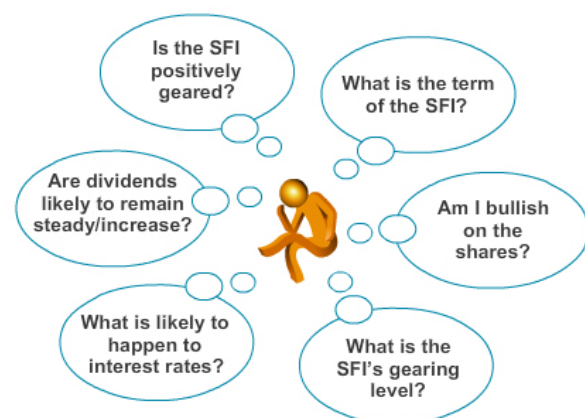 Is the SFI
positively
geared?
What is the term
of the SFI?
Are dividends
likely to remain
steady/increase?
Am I bullish
on the
shares?
What is likely to
happen to
interest rates?
What is the
SFI's gearing
level?